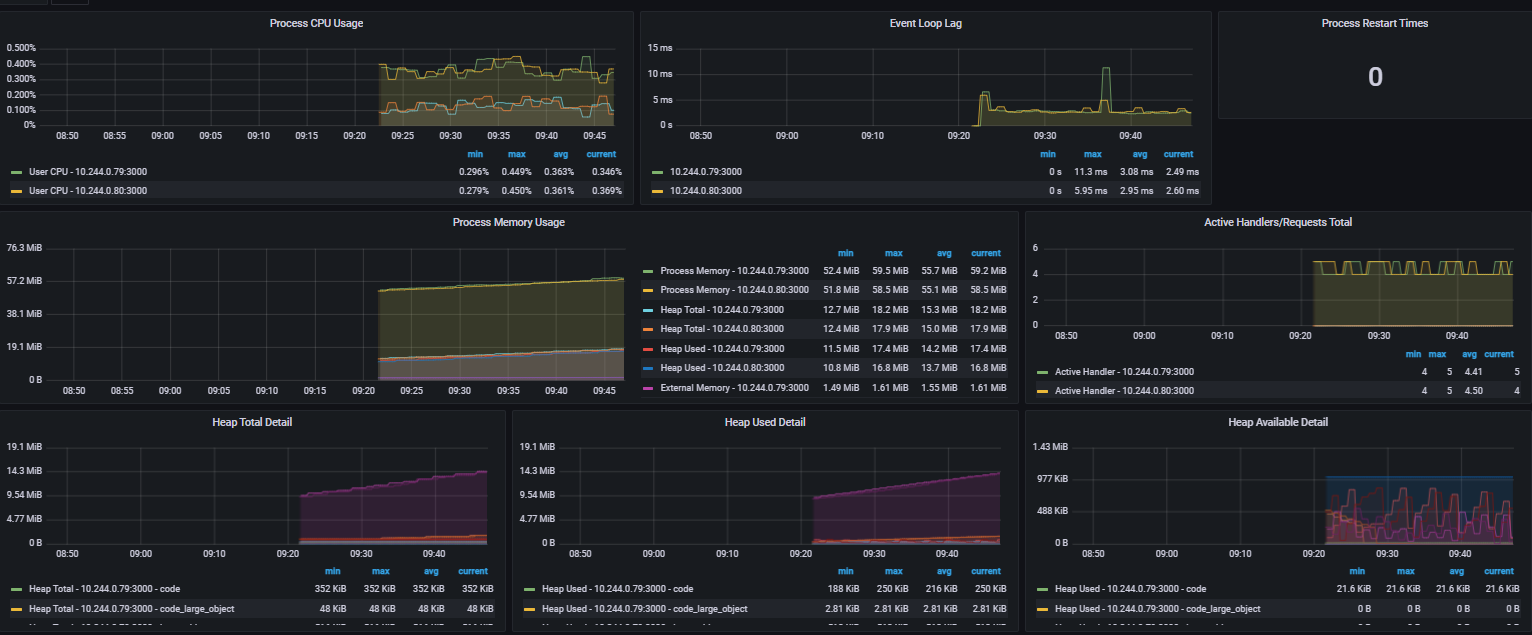 Process CPU Usage
0.500%
0.400%
0.300%
0.200%
0.100%
0%
08:50 08:55 09:00 09:05 09:10 09:15 09:20 09:25 09:30 09:35 09:40 09:45
min max avg current
User CPU - 10.244.0.79:3000 0.296% 0.449% 0.363% 0.346%
User CPU - 10.244.0.80:3000 0.279% 0.450% 0.361% 0.369%
Event Loop Lag
15 ms
10 ms
5 ms
0 s
08:50 09:00 09:10 09:20 09:30 09:40
min max avg current
10.244.0.79:3000 0 s 11.3 ms 3.08 ms 2.49 ms
10.244.0.80:3000 0 s 5.95 ms 2.95 ms 2.60 ms
Process Restart Times
0
Process Memory Usage
76.3 MiB
57.2 MiB
38.1 MiB
19.1 MiB
0 B
08:50 08:55 09:00 09:05 09:10 09:15 09:20 09:25 09:30 09:35 09:40 09:45
min max avg current
Process Memory - 10.244.0.79:3000 52.4 MiB 59.5 MiB 55.7 MiB 59.2 MiB
Process Memory - 10.244.0.80:3000 51.8 MiB 58.5 MiB 55.1 MiB 58.5 MiB
Heap Total - 10.244.0.79:3000 12.7 MiB 18.2 MiB 15.3 MiB 18.2 MiB
Heap Total - 10.244.0.80:3000 12.4 MiB 17.9 MiB 15.0 MiB 17.9 MiB
Heap Used - 10.244.0.79:3000 11.5 MiB 17.4 MiB 14.2 MiB 17.4 MiB
Heap Used - 10.244.0.80:3000 10.8 MiB 16.8 MiB 13.7 MiB 16.8 MiB
External Memory - 10.244.0.79:3000 1.49 MiB 1.61 MiB 1.55 MiB 1.61 MiB
Active Handlers/Requests Total
6
4
2
0
08:50 09:00 09:10 09:20 09:30 09:40
min max avg current
Active Handler - 10.244.0.79:3000 4 5 4.41 5
Active Handler - 10.244.0.80:3000 4 5 4.50 4
Heap Total Detail
19.1 MiB
14.3 MiB
9.54 MiB
4.77 MiB
0 B
08:50 09:00 09:10 09:20 09:30 09:40
min max avg current
Heap Total - 10.244.0.79:3000 - code 352 KiB 352 KiB 352 KiB 352 KiB
Heap Total - 10.244.0.79:3000 - code_large_object 48 KiB 48 KiB 48 KiB 48 KiB
Heap Used Detail
19.1 MiB
14.3 MiB
9.54 MiB
4.77 MiB
0 B
08:50 09:00 09:10 09:20 09:30 09:40
min max avg current
Heap Used - 10.244.0.79:3000 - code 188 KiB 250 KiB 216 KiB 250 KiB
Heap Used - 10.244.0.79:3000 - code_large_object 2.81 KiB 2.81 KiB 2.81 KiB 2.81 KiB
Heap Available Detail
1.43 MiB
977 KiB
488 KiB
0 B
08:50 09:00 09:10 09:20 09:30 09:40
min max avg current
Heap Used - 10.244.0.79:3000 - code 21.6 KiB 21.6 KiB 21.6 KiB 21.6 KiB
Heap Used - 10.244.0.79:3000 - code_large_object 0 B 0 B 0 B 0 B